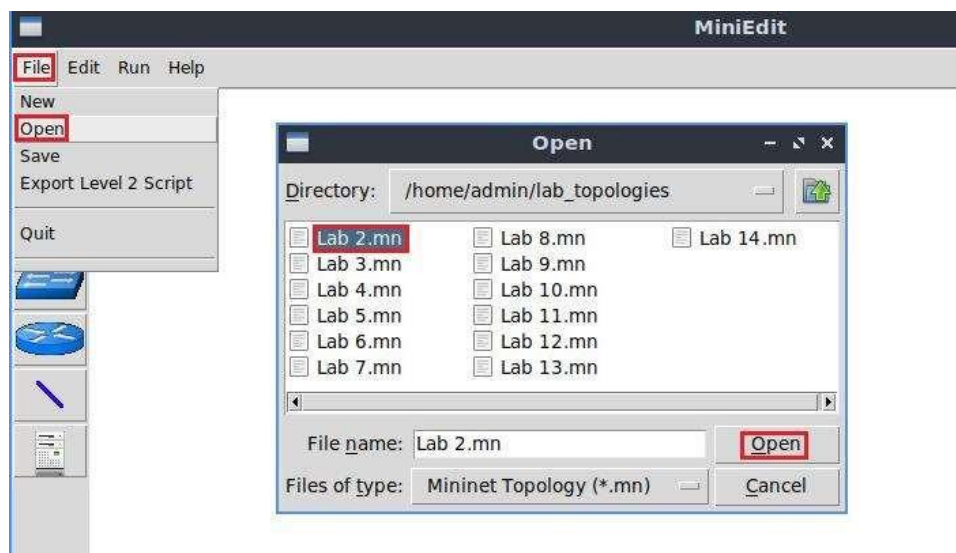 MiniEdit
File Edit Run Help
New
Open
Save
Export Level 2 Script
Quit
Open
Directory: /home/admin/lab_topologies
Lab 2.mn Lab 8.mn Lab 14.mn
Lab 3.mn Lab 9.mn
Lab 4.mn Lab 10.mn
Lab 5.mn Lab 11.mn
Lab 6.mn Lab 12.mn
Lab 7.mn Lab 13.mn
File name: Lab 2.mn Open
Files of type: Mininet Topology (*.mn) Cancel